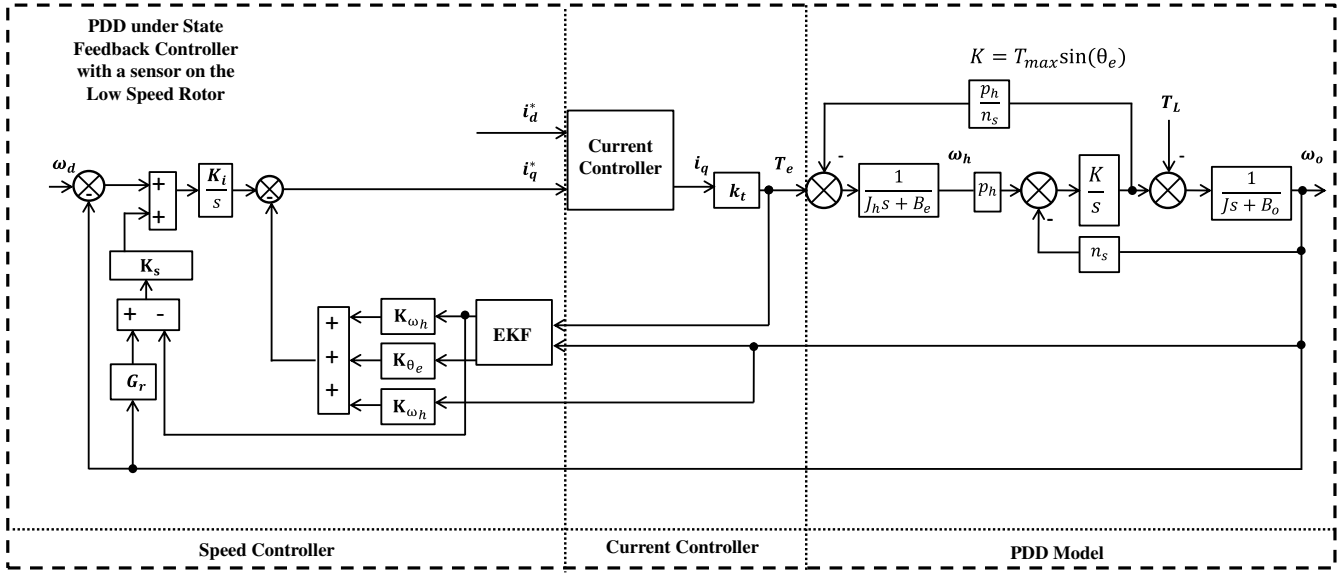 PDD under State
Feedback Controller
with a sensor on the
Low Speed Rotor
K = T_max sin(θ_e)
p_h
n_s
T_L
-
-
i_d^*
Current
Controller
i_q^*
i_q
k_t
T_e
ω_h
ω_o
1
J_h s + B_e
p_h
-
K
s
1
Js + B_o
n_s
ω_d
-
+
+
K_i
s
-
K_s
+ -
G_r
+
+
+
K_ω_h
K_θ_e
K_ω_h
EKF
Speed Controller
Current Controller
PDD Model